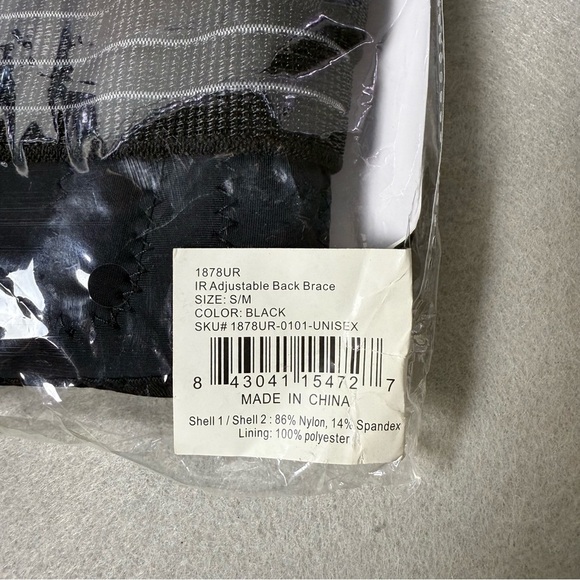 1878UR
IR Adjustable Back Brace
SIZE: S/M
COLOR: BLACK
SKU# 1878UR-0101-UNISEX
8 43041 15472 7
MADE IN CHINA
Shell 1 / Shell 2 : 86% Nylon, 14% Spandex
Lining: 100% polyester